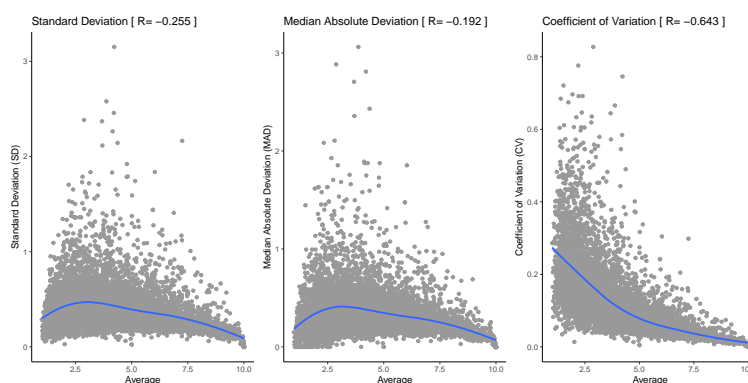 Standard Deviation [ R= −0.255 ]
Standard Deviation (SD)
3
2
1
0
2.5 5.0 7.5 10.0
Average
Median Absolute Deviation [ R= −0.192 ]
Median Absolute Deviation (MAD)
3
2
1
0
2.5 5.0 7.5 10.0
Average
Coefficient of Variation [ R= −0.643 ]
Coefficient of Variation (CV)
0.8
0.6
0.4
0.2
0.0
2.5 5.0 7.5 10.0
Average